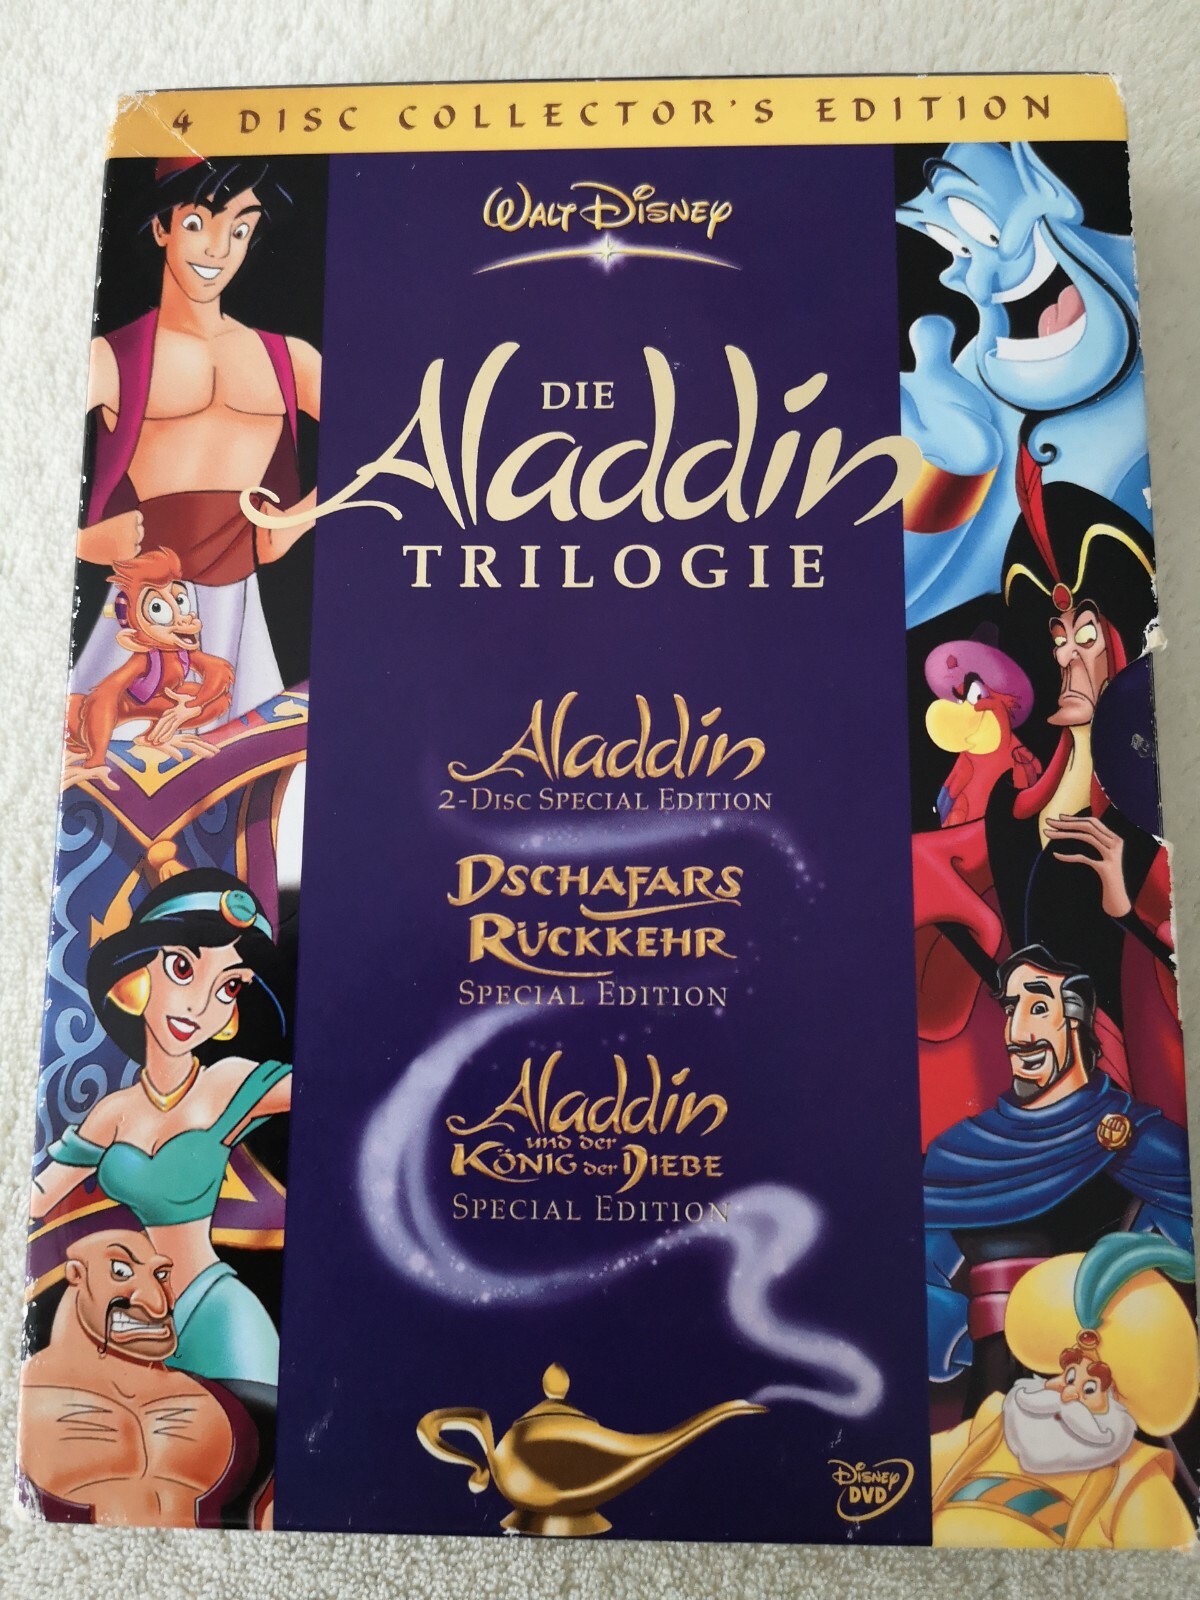 4 DISC COLLECTOR'S EDITION
WALT DISNEY
DIE
Aladdin
TRILOGIE
Aladdin
2-DISC SPECIAL EDITION
DSCHAFARS
RÜCKKEHR
SPECIAL EDITION
Aladdin
und der
KÖNIG der DIEBE
SPECIAL EDITION
DISNEY
DVD